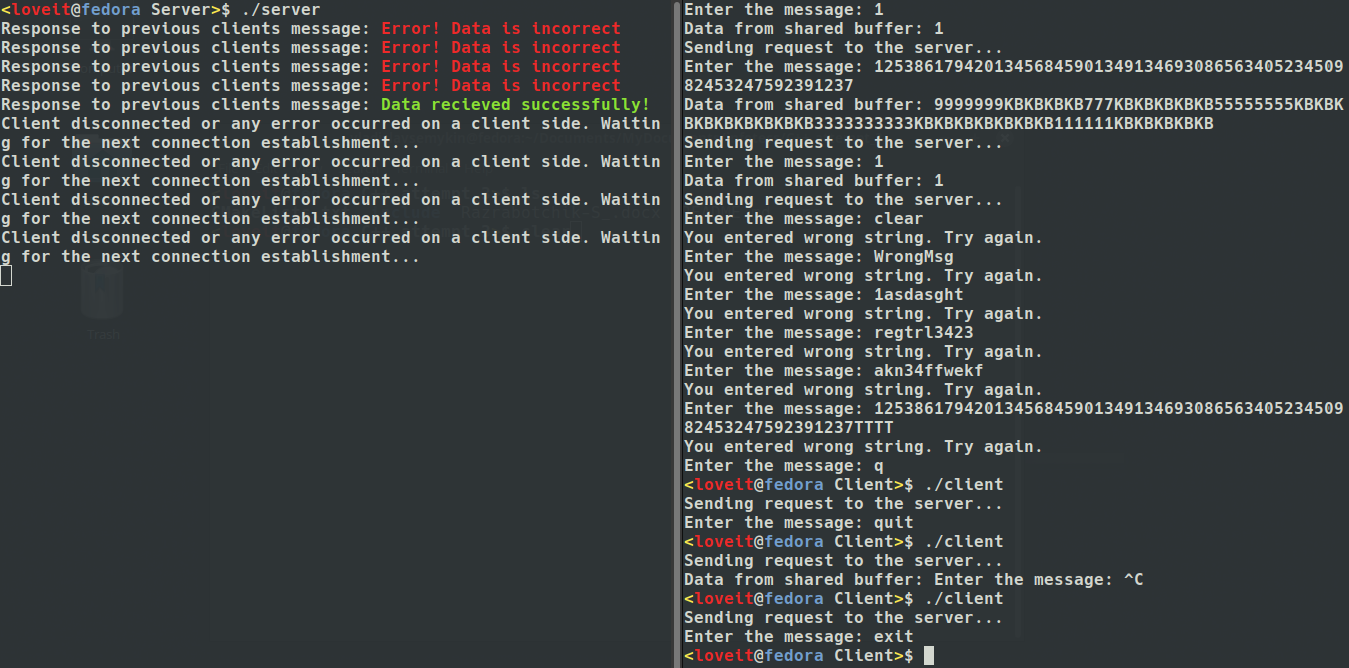 <loveit@fedora Server>$ ./server
Response to previous clients message: Error! Data is incorrect
Response to previous clients message: Error! Data is incorrect
Response to previous clients message: Error! Data is incorrect
Response to previous clients message: Error! Data is incorrect
Response to previous clients message: Data recieved successfully!
Client disconnected or any error occurred on a client side. Waitin
g for the next connection establishment...
Client disconnected or any error occurred on a client side. Waitin
g for the next connection establishment...
Client disconnected or any error occurred on a client side. Waitin
g for the next connection establishment...
Client disconnected or any error occurred on a client side. Waitin
g for the next connection establishment...
Trash
Enter the message: 1
Data from shared buffer: 1
Sending request to the server...
Enter the message: 12538617942013456845901349134693086563405234509
82453247592391237
Data from shared buffer: 9999999KBKBKBKB777KBKBKBKBKB55555555KBKBK
BKBKBKBKBKBKB3333333333KBKBKBKBKBKBKB111111KBKBKBKBKB
Sending request to the server...
Enter the message: 1
Data from shared buffer: 1
Sending request to the server...
Enter the message: clear
You entered wrong string. Try again.
Enter the message: WrongMsg
You entered wrong string. Try again.
Enter the message: 1asdasght
You entered wrong string. Try again.
Enter the message: regtrl3423
You entered wrong string. Try again.
Enter the message: akn34ffwekf
You entered wrong string. Try again.
Enter the message: 12538617942013456845901349134693086563405234509
82453247592391237TTTT
You entered wrong string. Try again.
Enter the message: q
<loveit@fedora Client>$ ./client
Sending request to the server...
Enter the message: quit
<loveit@fedora Client>$ ./client
Sending request to the server...
Data from shared buffer: Enter the message: ^C
<loveit@fedora Client>$ ./client
Sending request to the server...
Enter the message: exit
<loveit@fedora Client>$